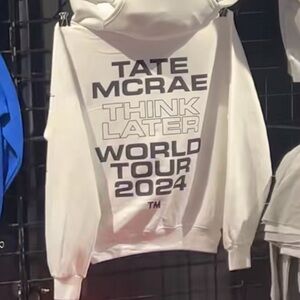 TATE
MCRAE
THINK
LATER
WORLD
TOUR
2024
TM